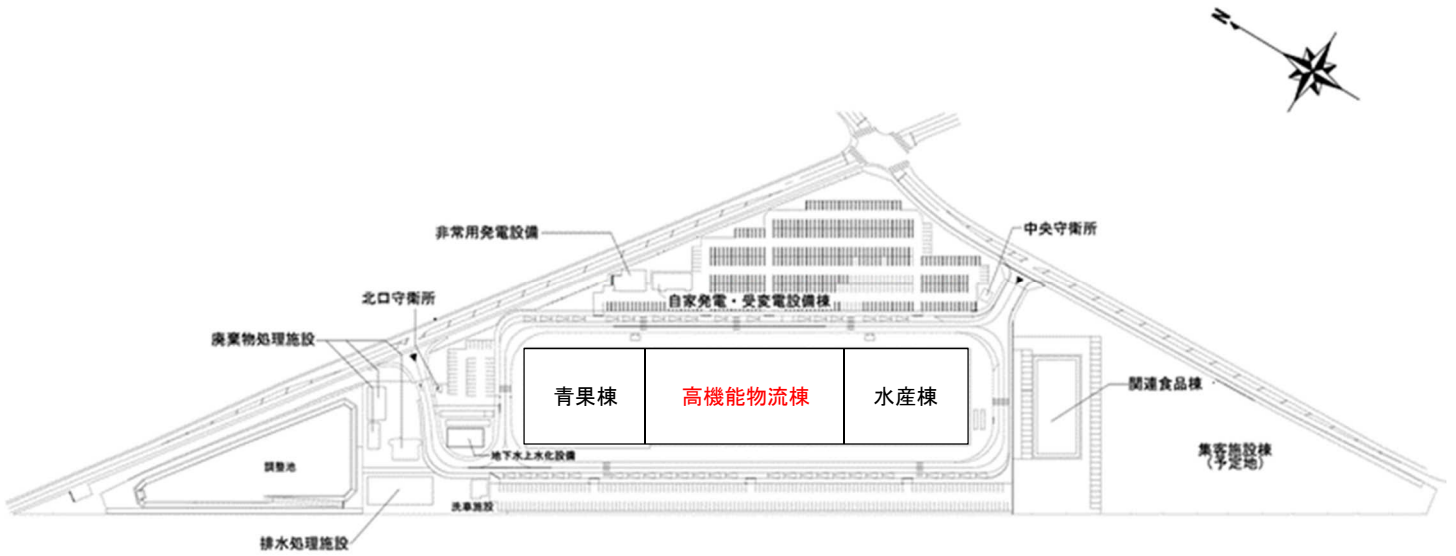 N
非常用発電設備
中央守衛所
北口守衛所
自家発電・受変電設備棟
廃棄物処理施設
青果棟
高機能物流棟
水産棟
関連食品棟
地下水上水化設備
集客施設棟
(予定地)
調整池
洗車施設
排水処理施設